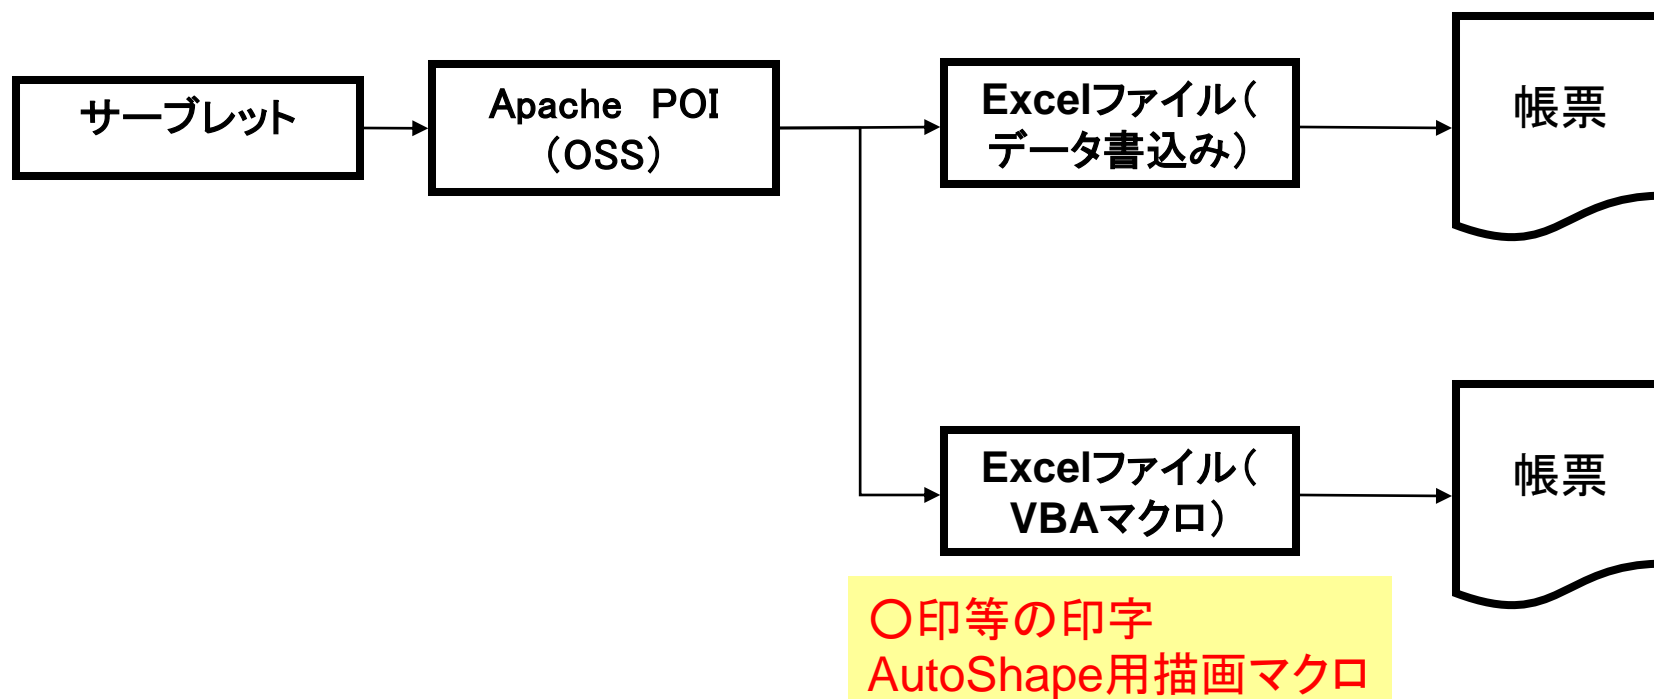 サーブレット
Apache　POI
（OSS）
Excelファイル（
データ書込み）
帳票
Excelファイル（
VBAマクロ）
帳票
〇印等の印字
AutoShape用描画マクロ